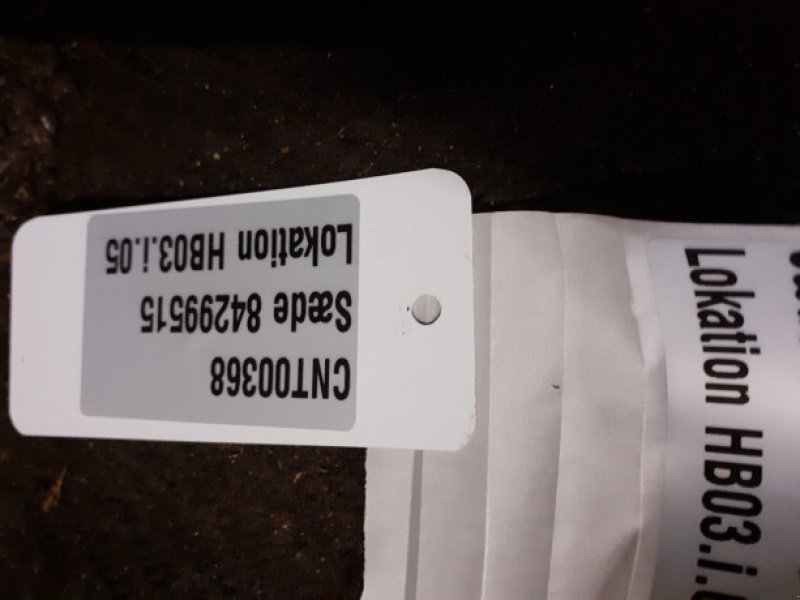 CNT00368
Sæde 84299515
Lokation HB03.i.05
Lokation HB03.i.